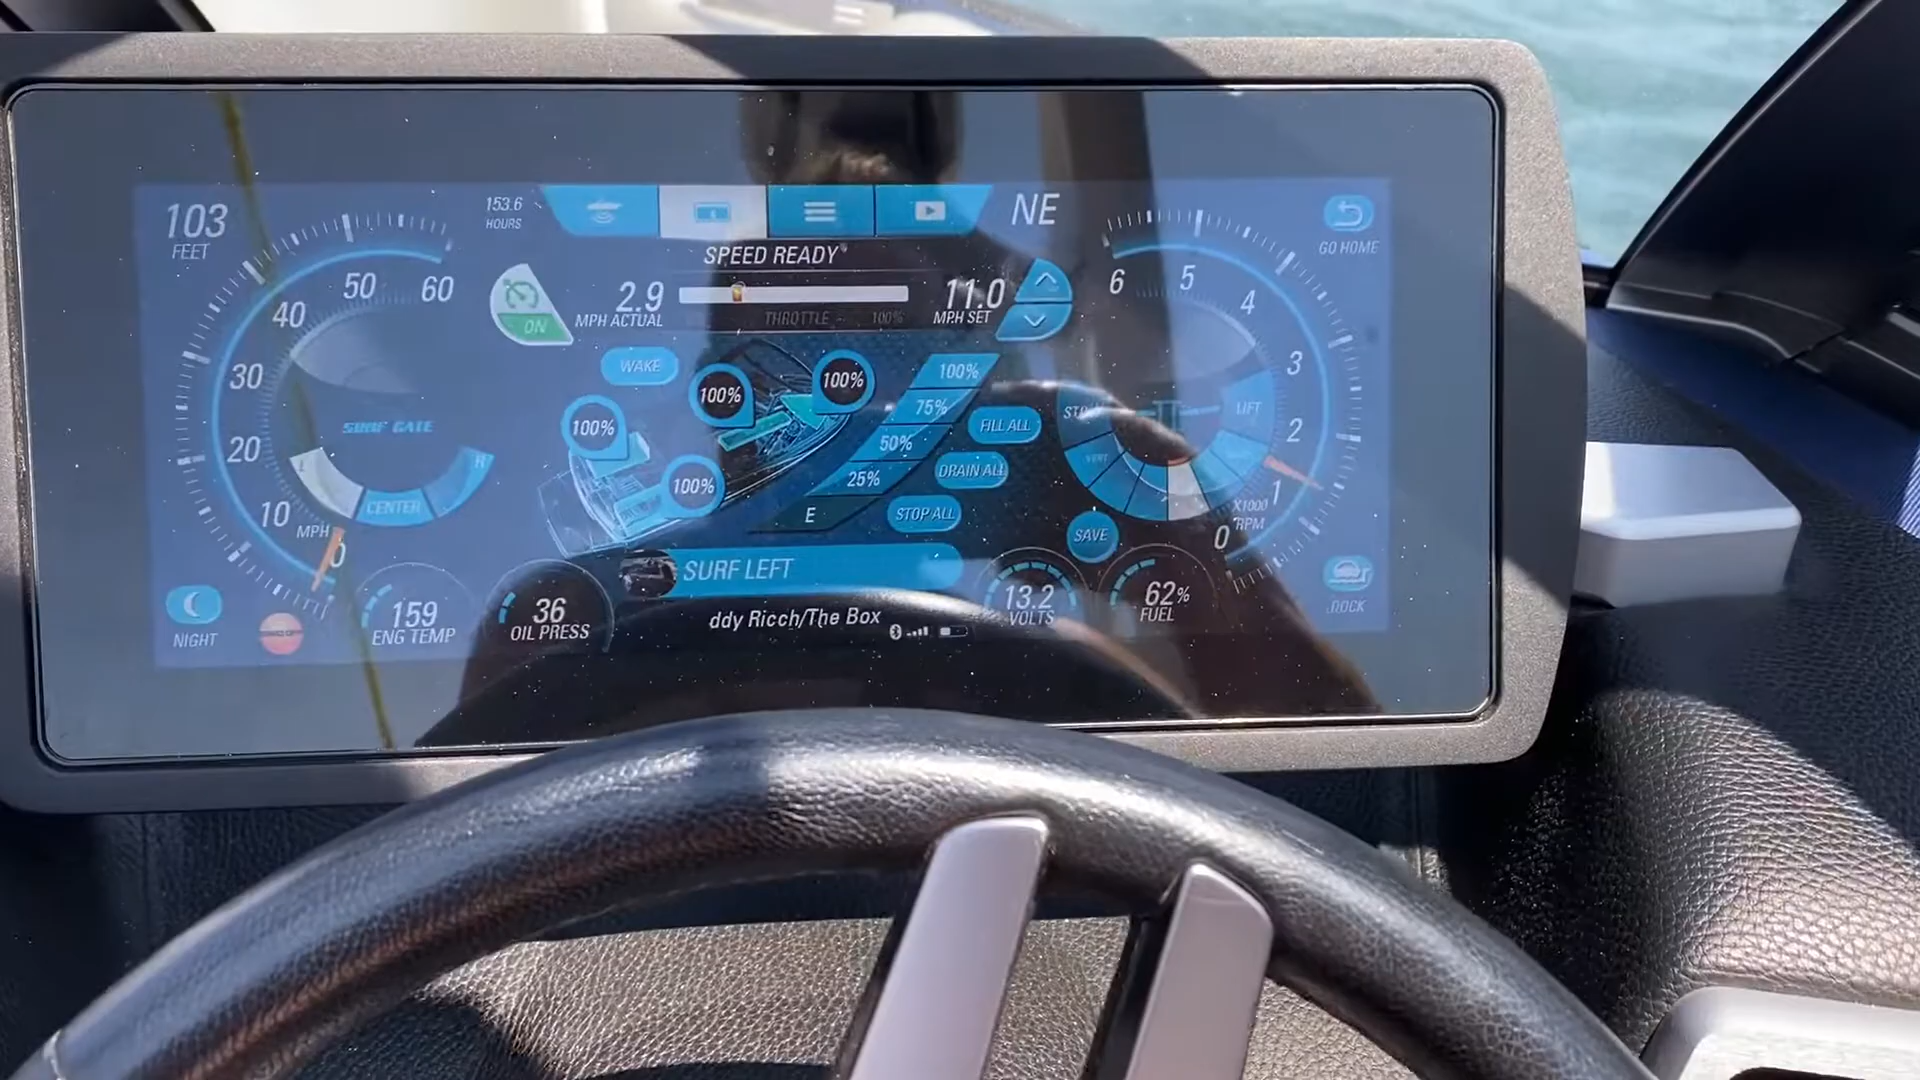 103
FEET
153.6
HOURS
NE
GO HOME
SPEED READY
ON
2.9
MPH ACTUAL
THROTTLE
100%
11.0
MPH SET
60
50
40
30
20
10
0
MPH
SURF GATE
L
CENTER
R
WAKE
100%
100%
100%
100%
100%
75%
50%
25%
E
FILL ALL
DRAIN ALL
STOP ALL
SAVE
6
5
4
3
2
1
0
X1000
RPM
LIFT
SURF LEFT
ddy Ricch/The Box
NIGHT
159
ENG TEMP
36
OIL PRESS
13.2
VOLTS
62%
FUEL